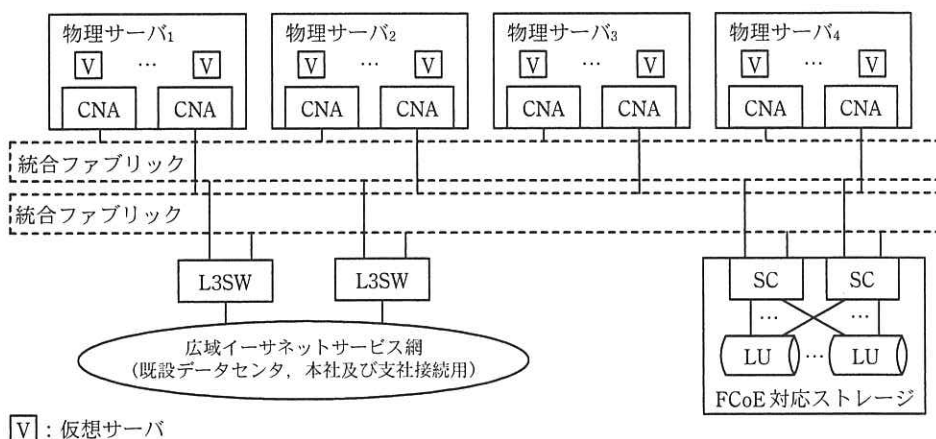 物理サーバ1
物理サーバ2
物理サーバ3
物理サーバ4
V … V
V … V
V … V
V … V
CNA CNA
CNA CNA
CNA CNA
CNA CNA
統合ファブリック
統合ファブリック
L3SW
L3SW
SC
SC
… …
LU … LU
FCoE 対応ストレージ
広域イーサネットサービス網
(既設データセンタ，本社及び支社接続用)
V：仮想サーバ